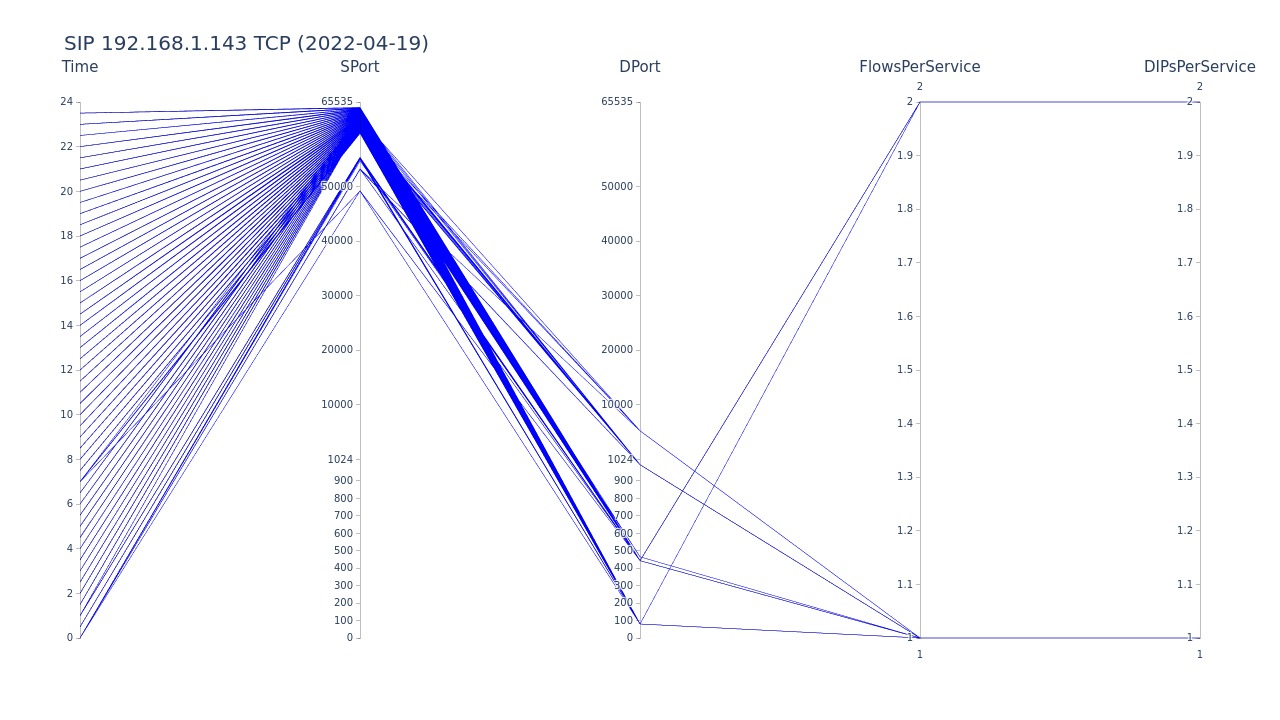 SIP 192.168.1.143 TCP (2022-04-19)
Time SPort DPort FlowsPerService DIPsPerService
2 2
24 65535 65535 2 2
1.9 1.9
22
20 50000 50000
1.8 1.8
18 40000 40000
1.7 1.7
16
30000 30000
14 1.6 1.6
20000 20000
12 1.5 1.5
10 10000 10000
1.4 1.4
8 1024 1024
900 900 1.3 1.3
6 800 800
700 700
600 600 1.2 1.2
4 500 500
400 400
2 300 300 1.1 1.1
200 200
100 100
0 0 0 1 1
1 1